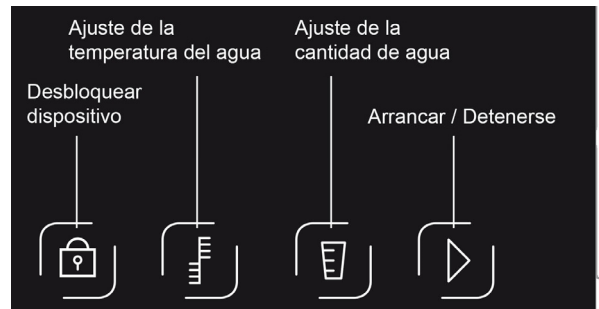 Ajuste de la
temperatura del agua
Ajuste de la
cantidad de agua
Desbloquear
dispositivo
Arrancar / Detenerse